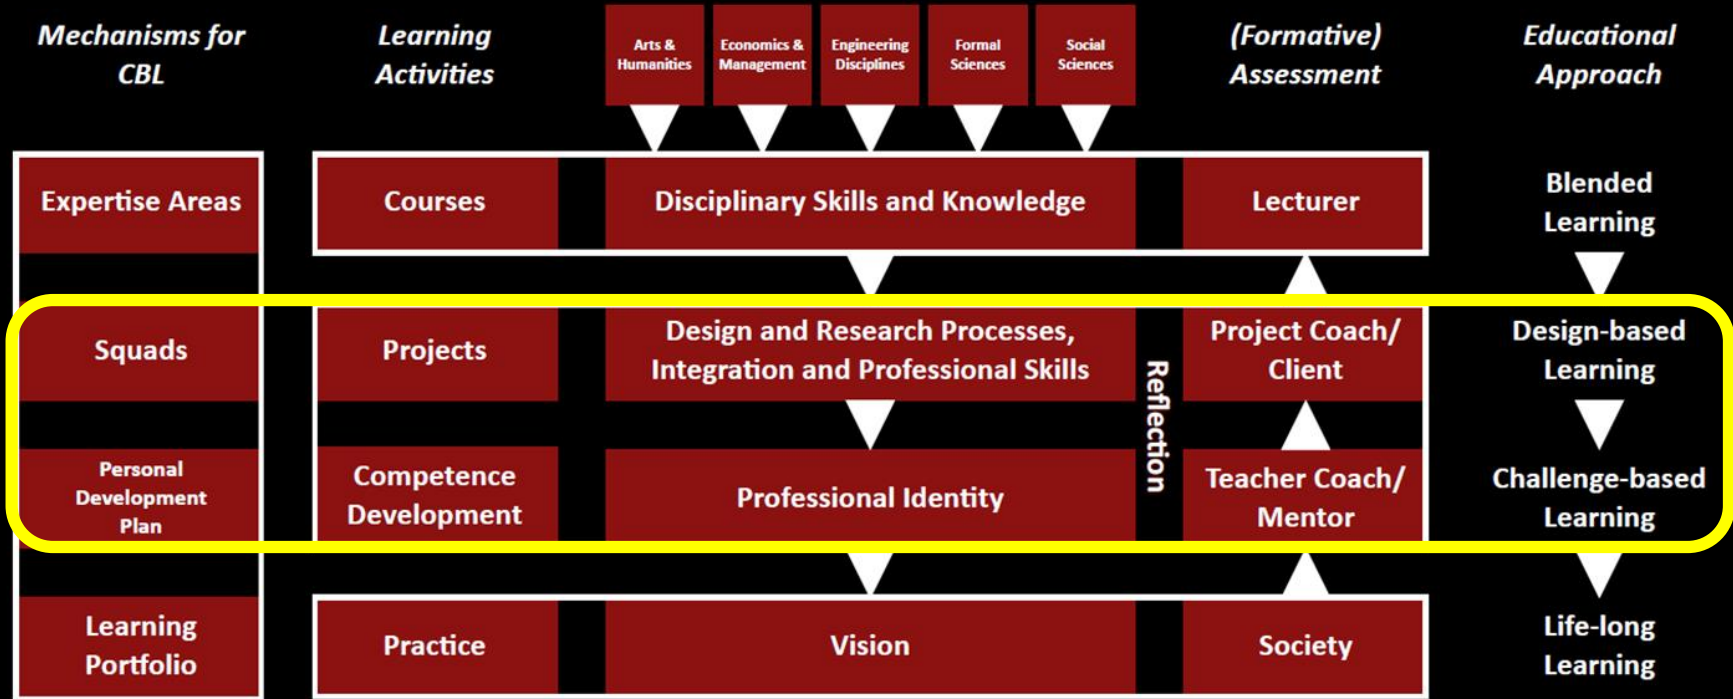 Mechanisms for
CBL
Learning
Activities
Arts &
Humanities
Economics &
Management
Engineering
Disciplines
Formal
Sciences
Social
Sciences
(Formative)
Assessment
Educational
Approach
Expertise Areas
Courses
Disciplinary Skills and Knowledge
Lecturer
Blended
Learning
Squads
Projects
Design and Research Processes,
Integration and Professional Skills
Reflection
Project Coach/
Client
Design-based
Learning
Personal
Development
Plan
Competence
Development
Professional Identity
Teacher Coach/
Mentor
Challenge-based
Learning
Learning
Portfolio
Practice
Vision
Society
Life-long
Learning